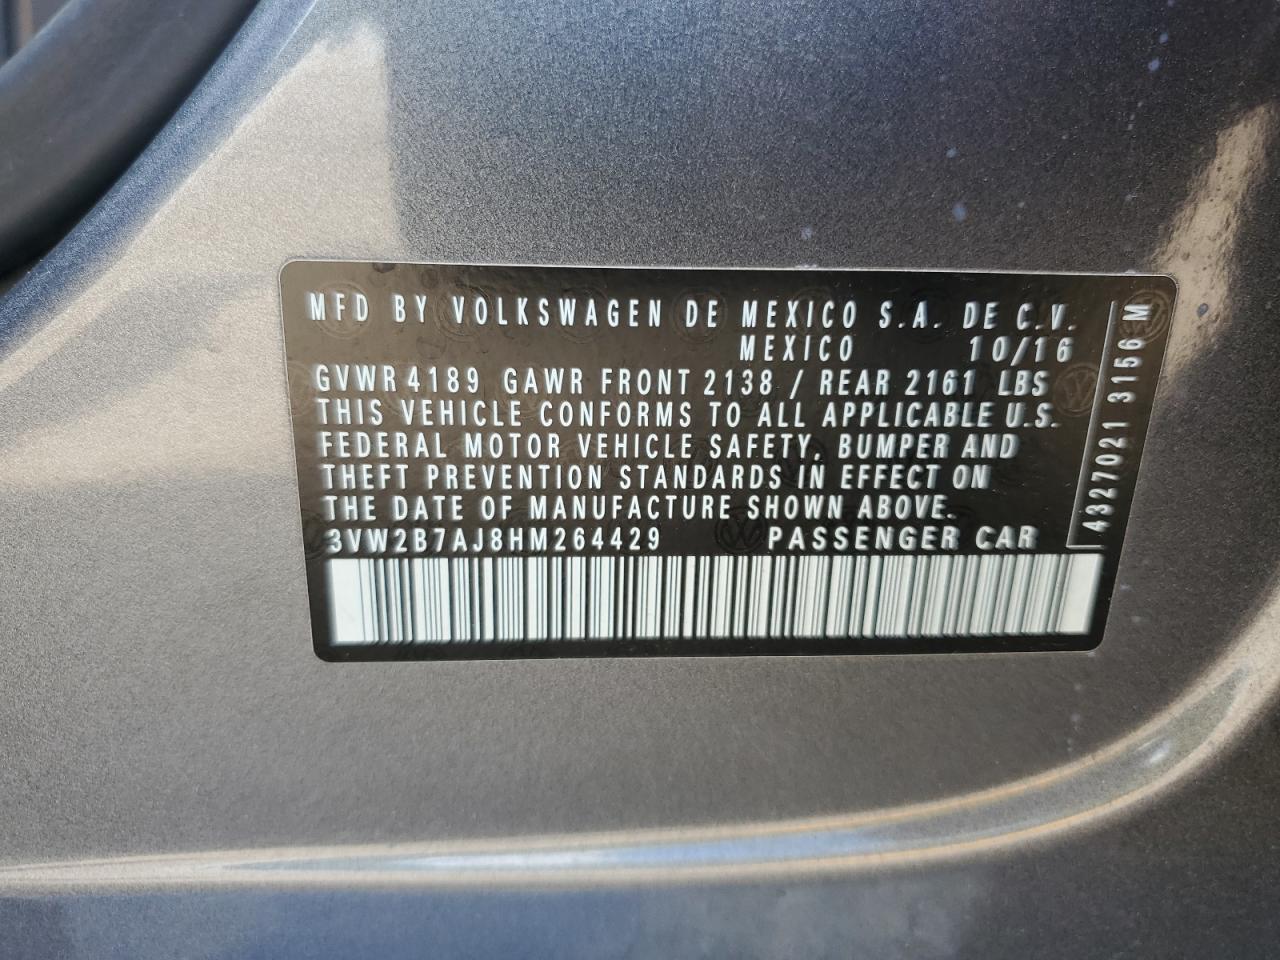 MFD BY VOLKSWAGEN DE MEXICO S.A. DE C.V.
MEXICO 10/16
GVWR 4189 GAWR FRONT 2138 / REAR 2161 LBS
THIS VEHICLE CONFORMS TO ALL APPLICABLE U.S.
FEDERAL MOTOR VEHICLE SAFETY, BUMPER AND
THEFT PREVENTION STANDARDS IN EFFECT ON
THE DATE OF MANUFACTURE SHOWN ABOVE.
3VW2B7AJ8HM264429 PASSENGER CAR
4327021 3156 M